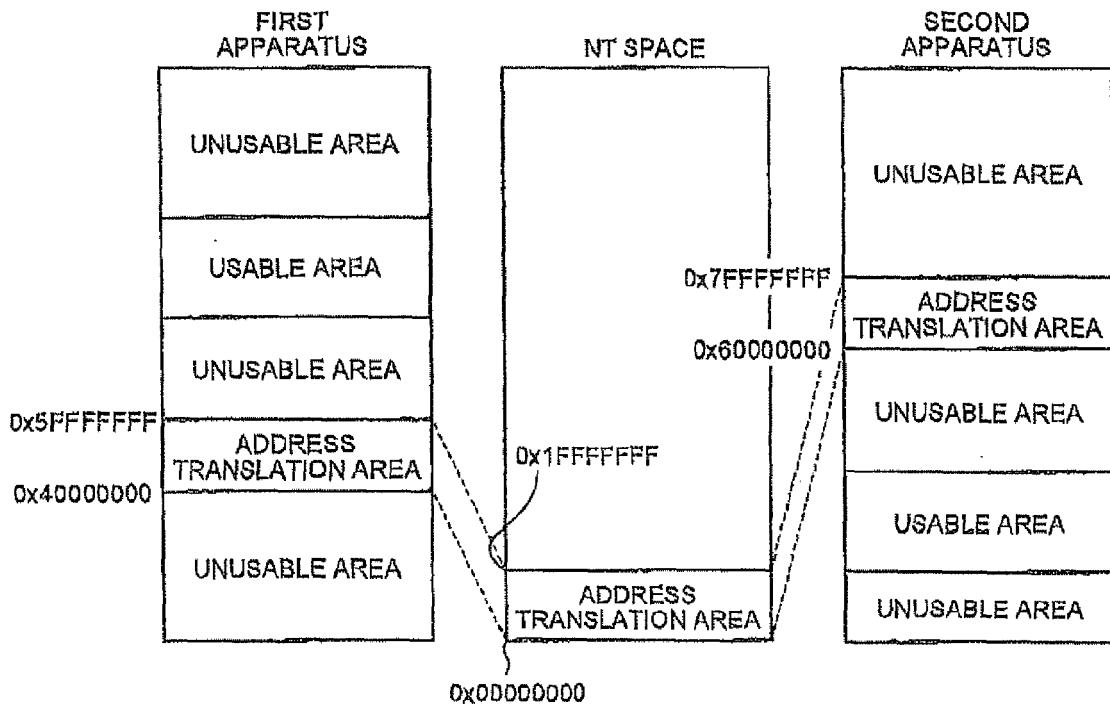 FIRST
APPARATUS
UNUSABLE AREA
USABLE AREA
UNUSABLE AREA
0x5FFFFFFF
ADDRESS
TRANSLATION AREA
0x40000000
UNUSABLE AREA
NT SPACE
0x1FFFFFFF
ADDRESS
TRANSLATION AREA
0x00000000
SECOND
APPARATUS
UNUSABLE AREA
0x7FFFFFFF
ADDRESS
TRANSLATION AREA
0x60000000
UNUSABLE AREA
USABLE AREA
UNUSABLE AREA